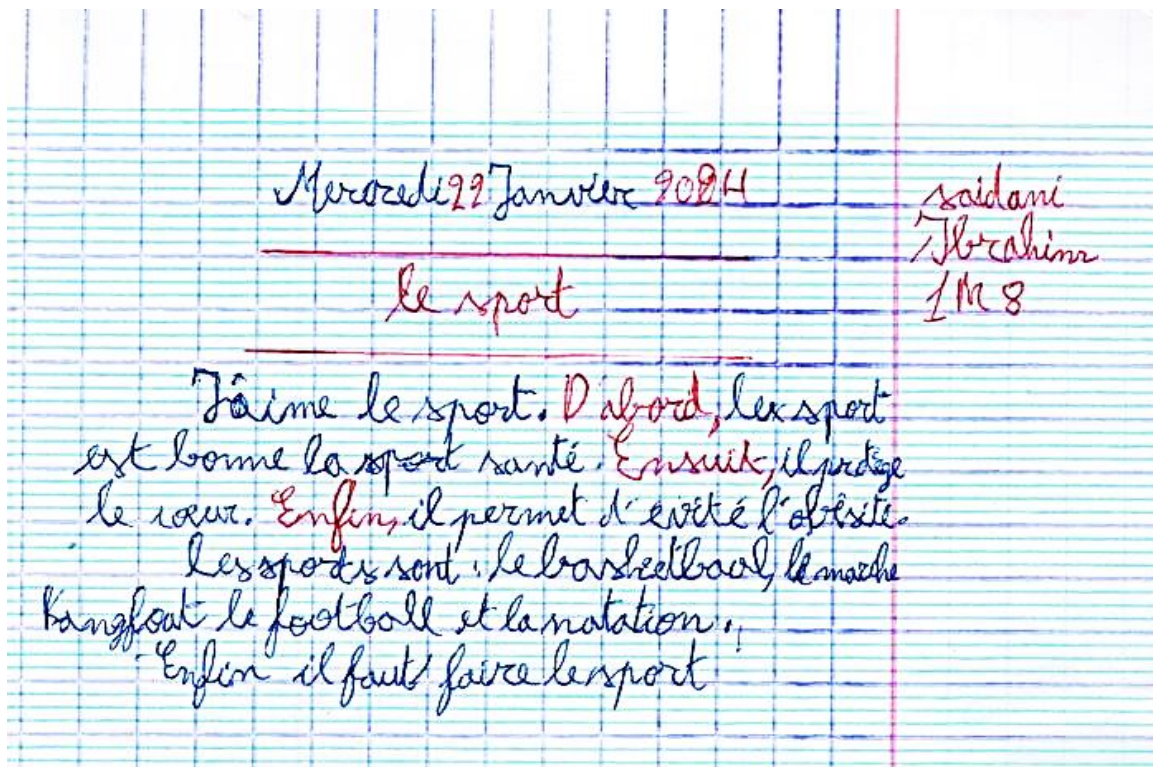 Mercredi 22 Janvier 2024
saidani
Ibrahim
1M8
le sport
J'aime le sport. D'abord, les sport
est bonne la sport santé. Ensuit, il protège
le cœur. Enfin, il permet d'évité l'obésité.
les sports sont : le basketbaal, le marche
Kangfoat le football et la natation.
Enfin il faut faire le sport